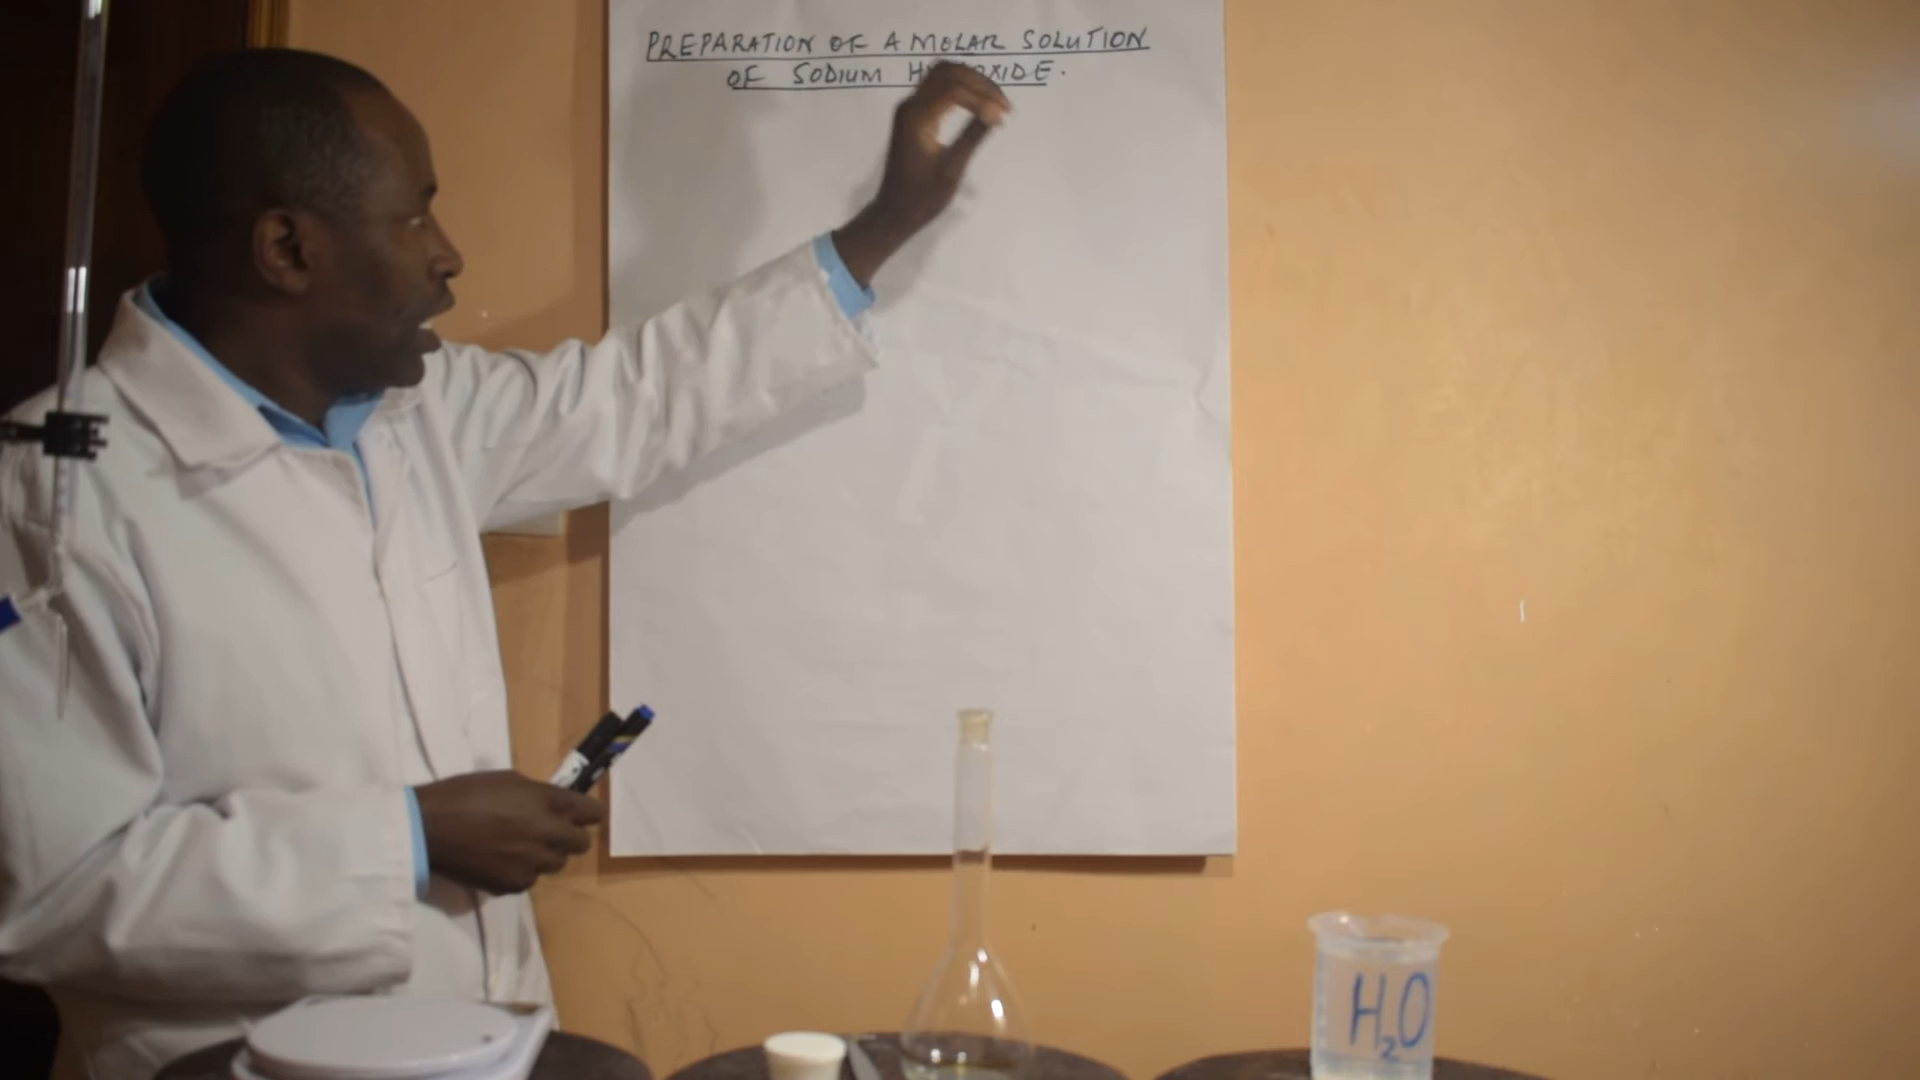 PREPARATION OF A MOLAR SOLUTION
OF SODIUM
H₂O